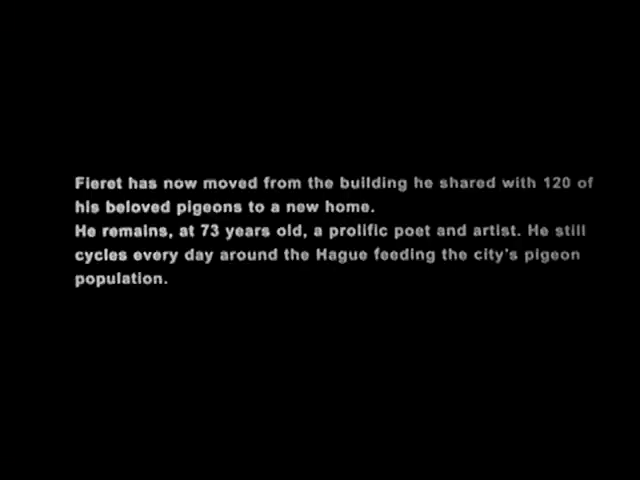 Fieret has now moved from the building he shared with 120 of
his beloved pigeons to a new home.
He remains, at 73 years old, a prolific poet and artist. He still
cycles every day around the Hague feeding the city's pigeon
population.